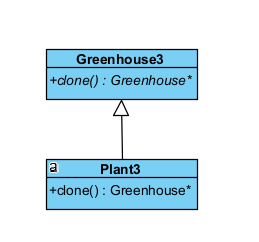 Greenhouse3
+clone() : Greenhouse*
a
Plant3
+clone() : Greenhouse*